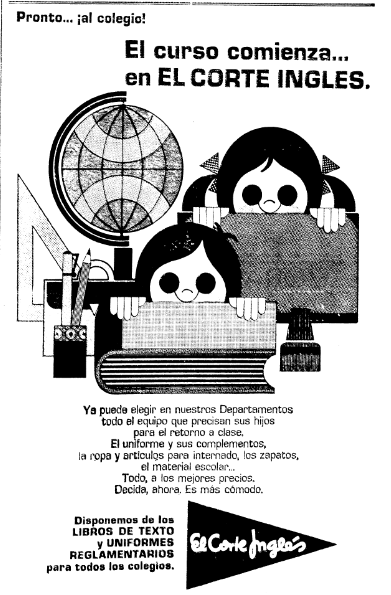 Pronto... ¡al colegio!
El curso comienza...
en EL CORTE INGLES.
Ya puede elegir en nuestros Departamentos
todo el equipo que precisan sus hijos
para el retorno a clase.
El uniforme y sus complementos,
la ropa y artículos para internado, los zapatos,
el material escolar...
Todo, a los mejores precios.
Decida, ahora. Es más cómodo.
Disponemos de los
LIBROS DE TEXTO
y UNIFORMES
REGLAMENTARIOS
para todos los colegios.
El Corte Inglés